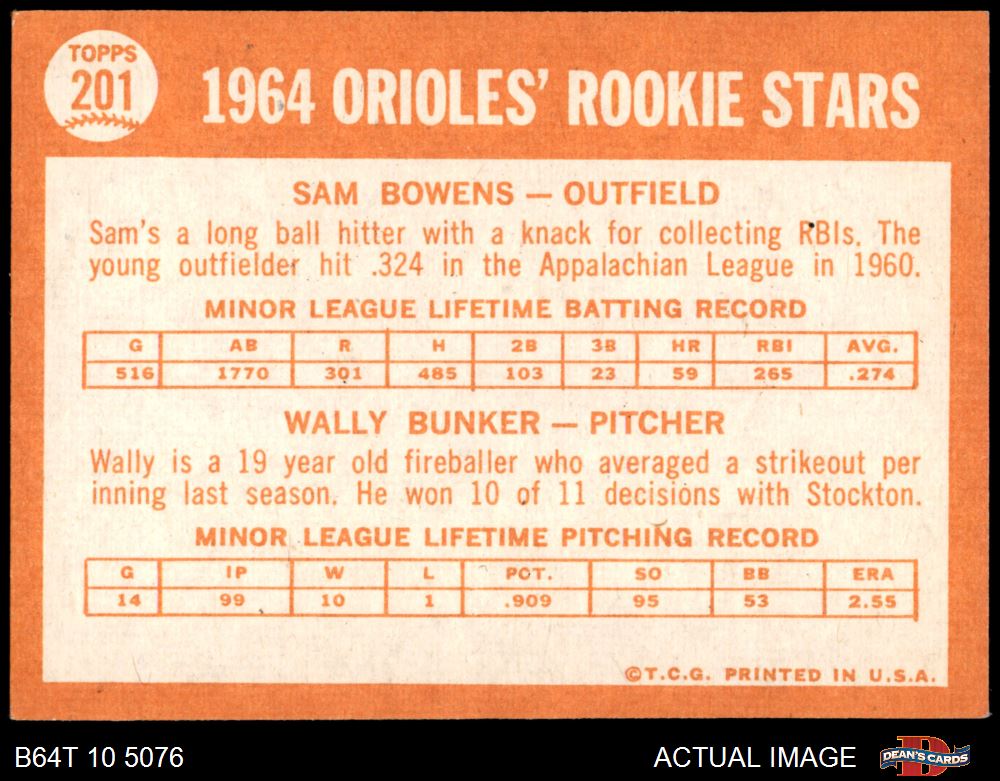 TOPPS
201
1964 ORIOLES' ROOKIE STARS
SAM BOWENS — OUTFIELD
Sam's a long ball hitter with a knack for collecting RBIs. The
young outfielder hit .324 in the Appalachian League in 1960.
MINOR LEAGUE LIFETIME BATTING RECORD
G AB R H 2B 3B HR RBI AVG.
516 1770 301 485 103 23 59 265 .274
WALLY BUNKER — PITCHER
Wally is a 19 year old fireballer who averaged a strikeout per
inning last season. He won 10 of 11 decisions with Stockton.
MINOR LEAGUE LIFETIME PITCHING RECORD
G IP W L PCT. SO BB ERA
14 99 10 1 .909 95 53 2.55
©T.C.G. PRINTED IN U.S.A.
B64T 10 5076 ACTUAL IMAGE DEAN'S CARDS